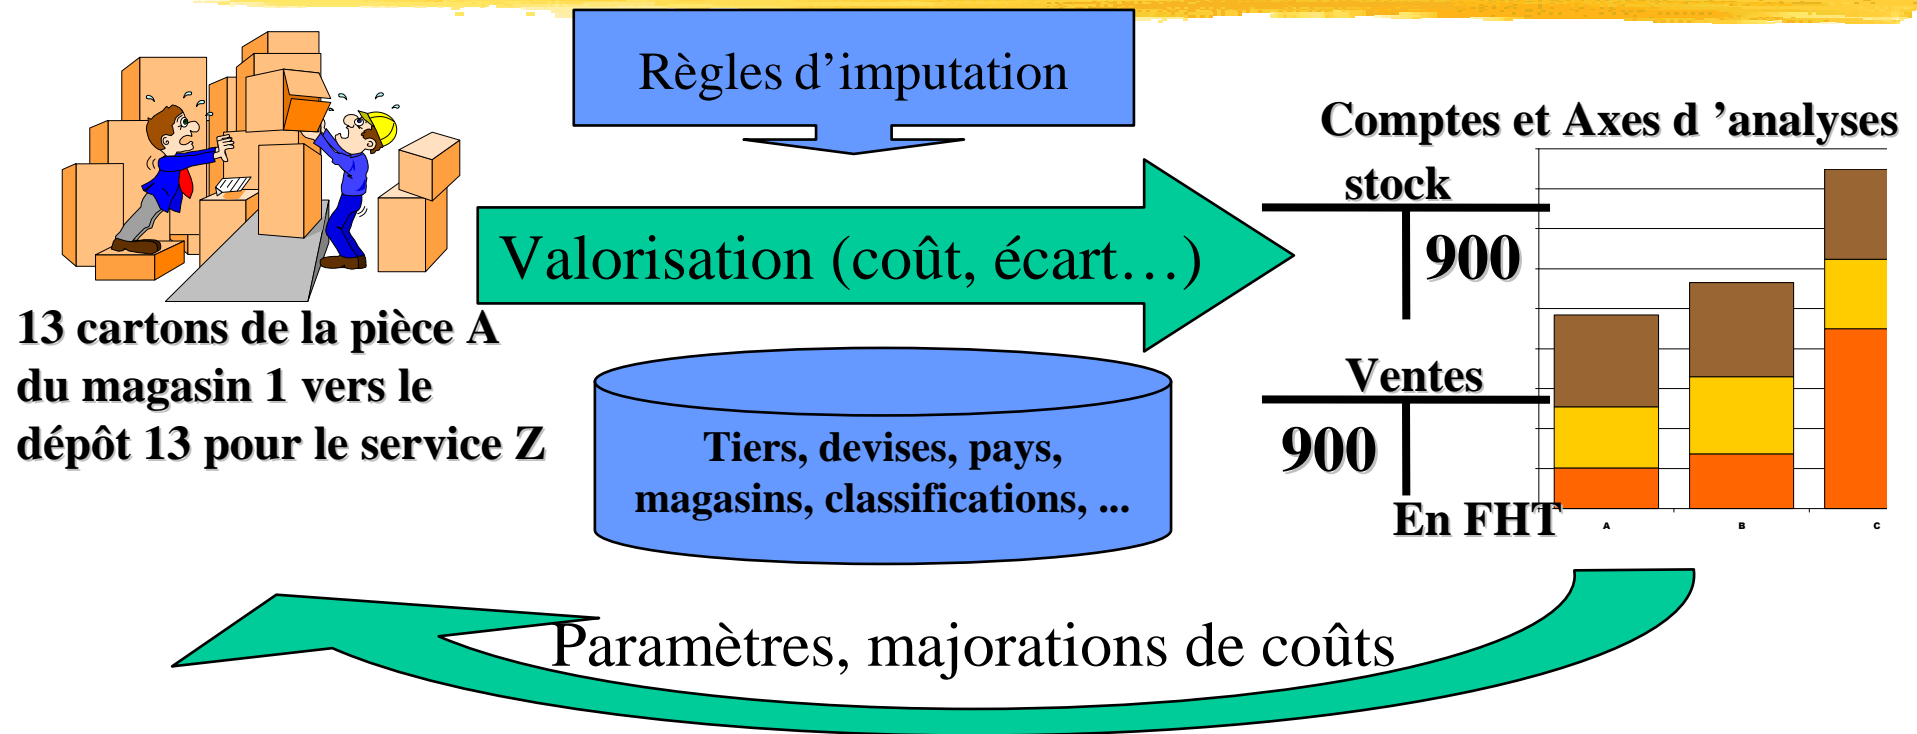 Règles d’imputation
Comptes et Axes d ’analyses
stock
900
Valorisation (coût, écart…)
13 cartons de la pièce A
du magasin 1 vers le
dépôt 13 pour le service Z
Ventes
900
Tiers, devises, pays,
magasins, classifications, ...
En FHT
A B C
Paramètres, majorations de coûts